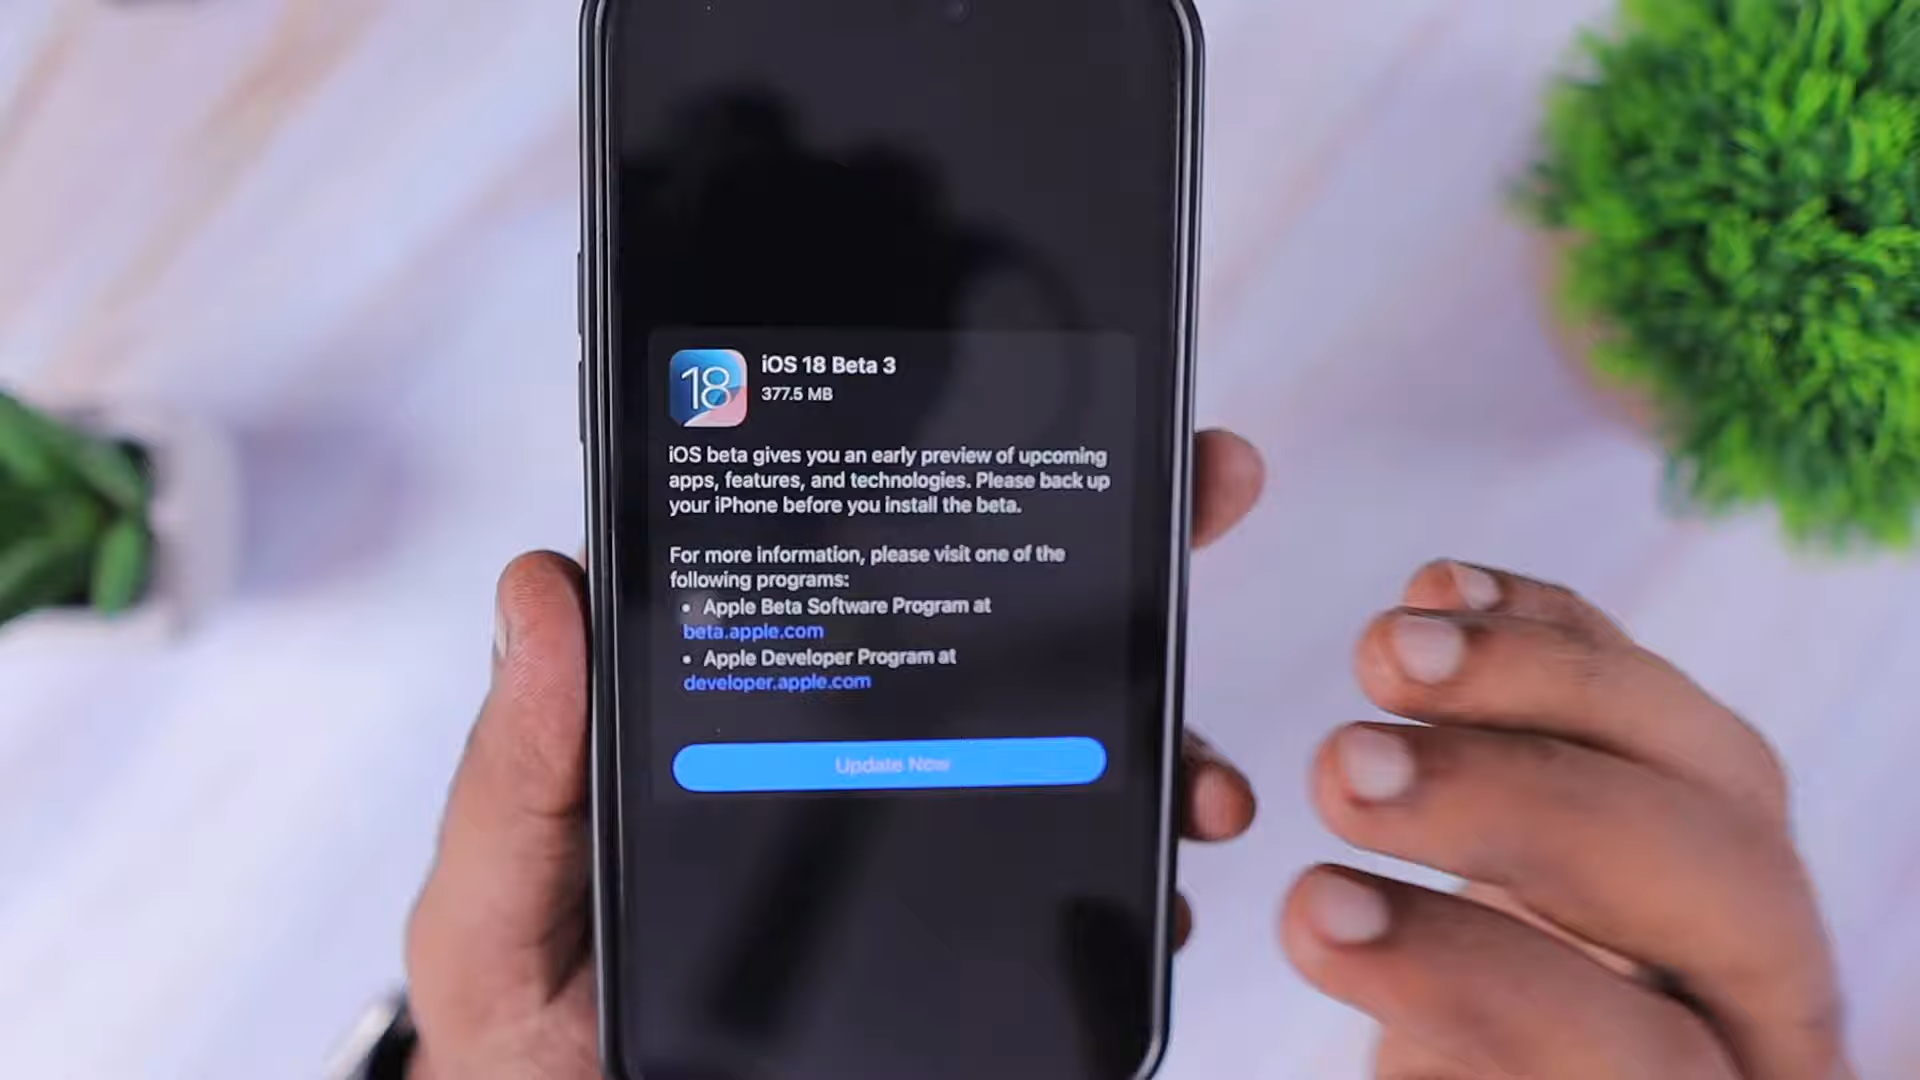 18
iOS 18 Beta 3
377.5 MB
iOS beta gives you an early preview of upcoming
apps, features, and technologies. Please back up
your iPhone before you install the beta.
For more information, please visit one of the
following programs:
• Apple Beta Software Program at
beta.apple.com
• Apple Developer Program at
developer.apple.com
Update Now